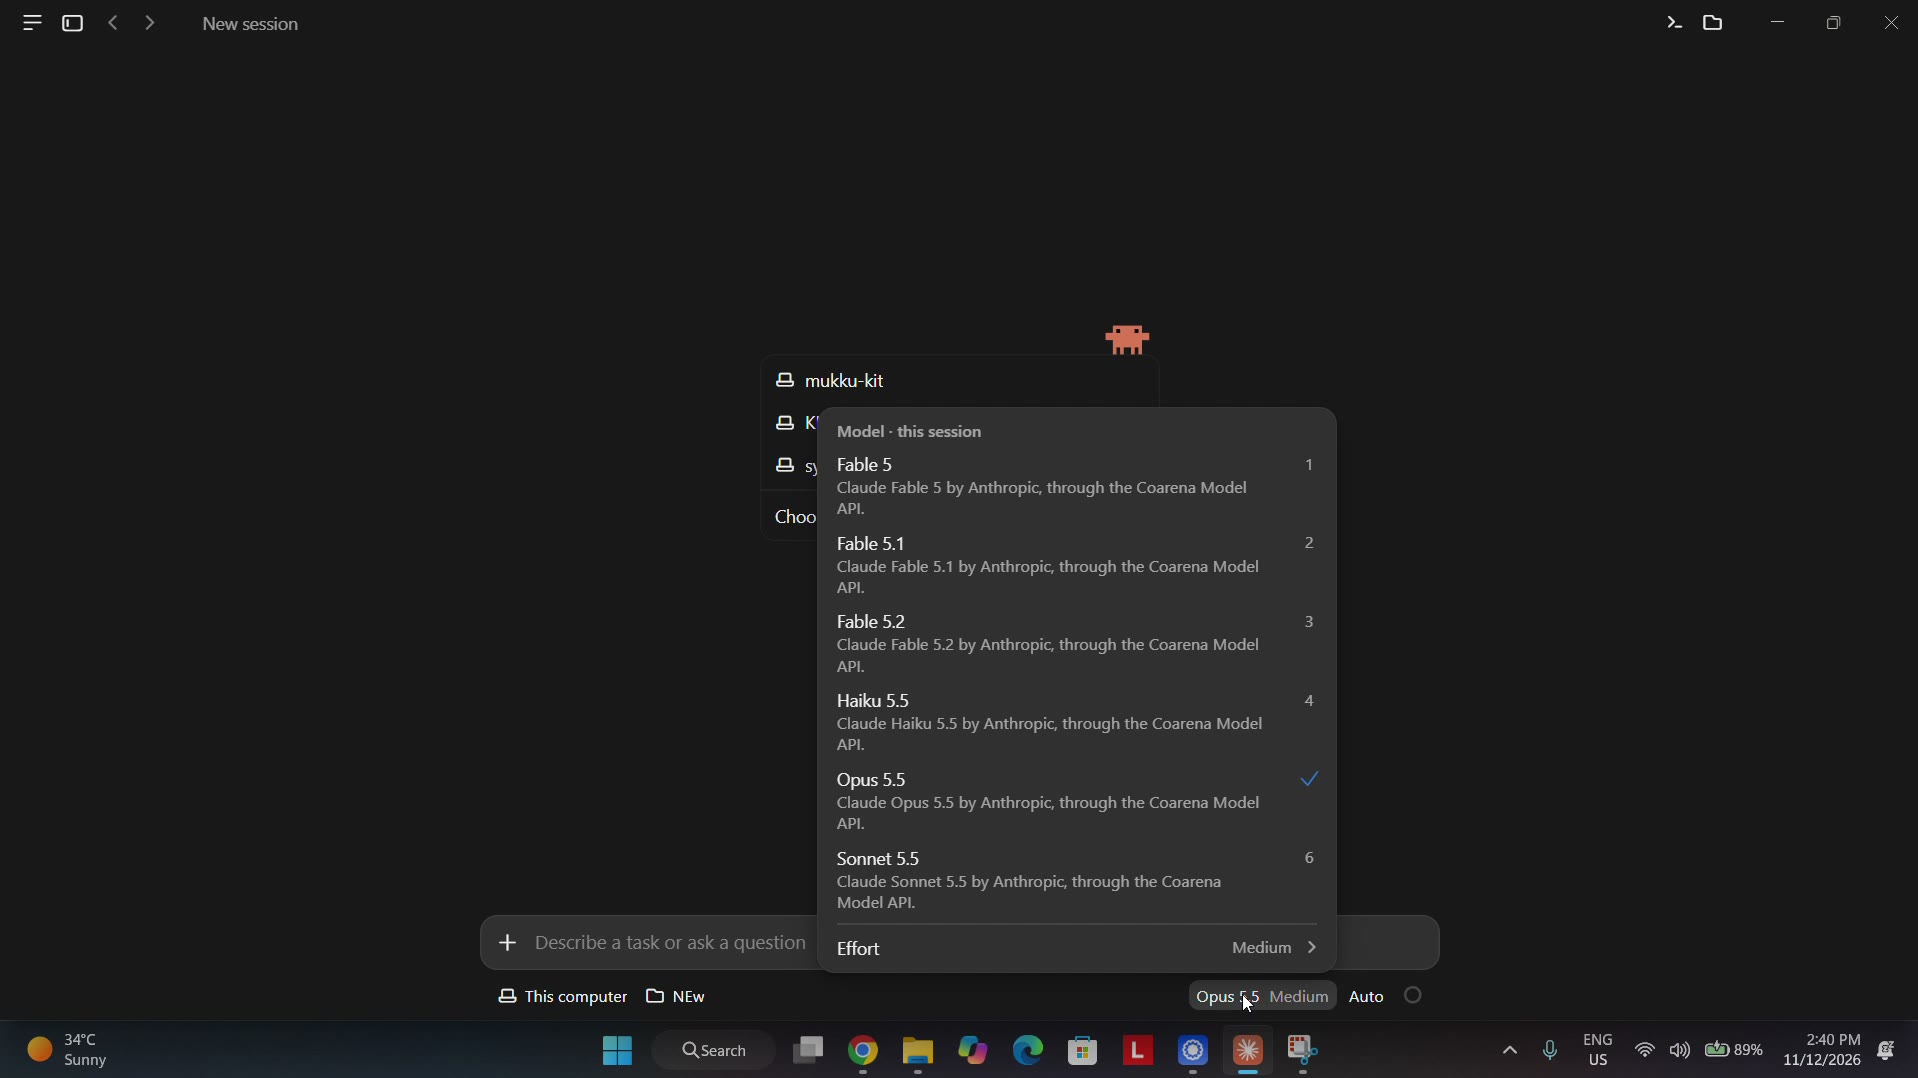 New session
mukku-kit
Model · this session
Fable 5 1
Claude Fable 5 by Anthropic, through the Coarena Model
API.
Choo
Fable 5.1 2
Claude Fable 5.1 by Anthropic, through the Coarena Model
API.
Fable 5.2 3
Claude Fable 5.2 by Anthropic, through the Coarena Model
API.
Haiku 5.5 4
Claude Haiku 5.5 by Anthropic, through the Coarena Model
API.
Opus 5.5
Claude Opus 5.5 by Anthropic, through the Coarena Model
API.
Sonnet 5.5 6
Claude Sonnet 5.5 by Anthropic, through the Coarena
Model API.
Describe a task or ask a question
Effort Medium
This computer NEw
Opus 5.5 Medium Auto
34°C
Sunny
Search
L
ENG
US
89%
2:40 PM
11/12/2026